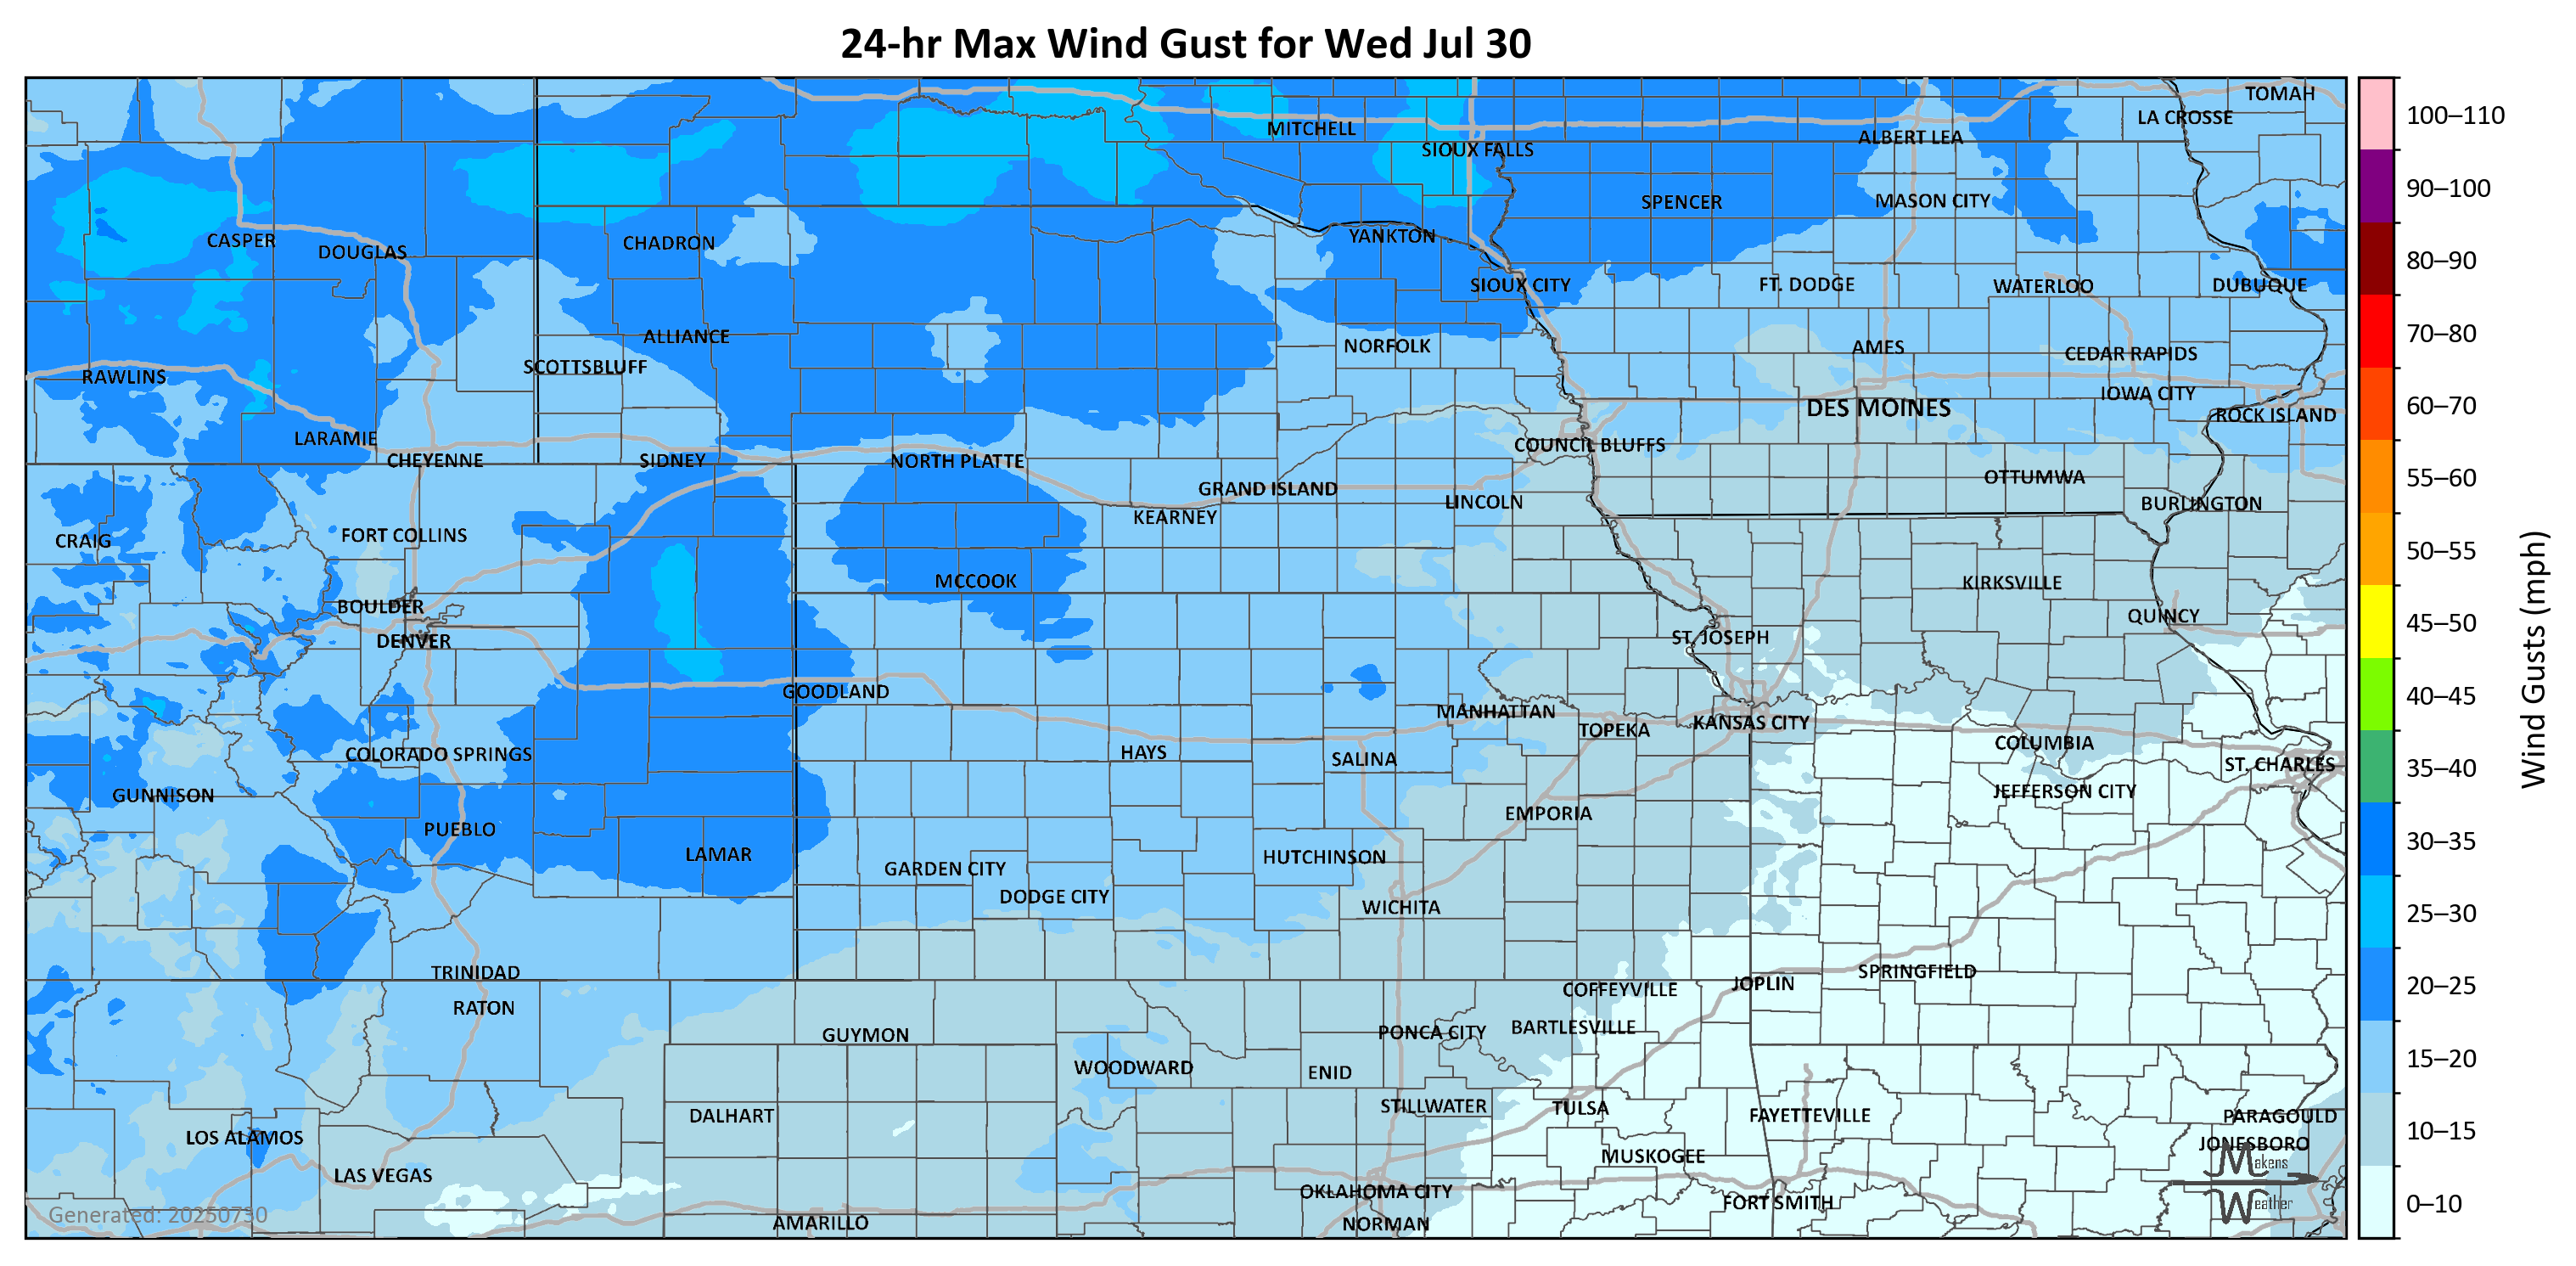 24-hr Max Wind Gust for Wed Jul 30
TOMAH
LA CROSSE
MITCHELL
ALBERT LEA
SIOUX FALLS
SPENCER
MASON CITY
CASPER
DOUGLAS
CHADRON
YANKTON
SIOUX CITY
FT. DODGE
WATERLOO
DUBUQUE
ALLIANCE
NORFOLK
AMES
CEDAR RAPIDS
SCOTTSBLUFF
RAWLINS
IOWA CITY
DES MOINES
ROCK ISLAND
LARAMIE
COUNCIL BLUFFS
CHEYENNE
SIDNEY
NORTH PLATTE
OTTUMWA
GRAND ISLAND
LINCOLN
BURLINGTON
KEARNEY
FORT COLLINS
CRAIG
MCCOOK
KIRKSVILLE
BOULDER
QUINCY
DENVER
ST. JOSEPH
GOODLAND
MANHATTAN
KANSAS CITY
TOPEKA
COLUMBIA
HAYS
COLORADO SPRINGS
SALINA
ST. CHARLES
GUNNISON
JEFFERSON CITY
EMPORIA
PUEBLO
LAMAR
HUTCHINSON
GARDEN CITY
DODGE CITY
WICHITA
TRINIDAD
SPRINGFIELD
JOPLIN
COFFEYVILLE
RATON
BARTLESVILLE
PONCA CITY
GUYMON
WOODWARD
ENID
STILLWATER
TULSA
DALHART
FAYETTEVILLE
PARAGOULD
LOS ALAMOS
JONESBORO
MUSKOGEE
LAS VEGAS
OKLAHOMA CITY
FORT SMITH
AMARILLO
NORMAN
Makens
Weather
Generated: 20250730
100–110
90–100
80–90
70–80
60–70
55–60
50–55
45–50
40–45
35–40
30–35
25–30
20–25
15–20
10–15
0–10
Wind Gusts (mph)